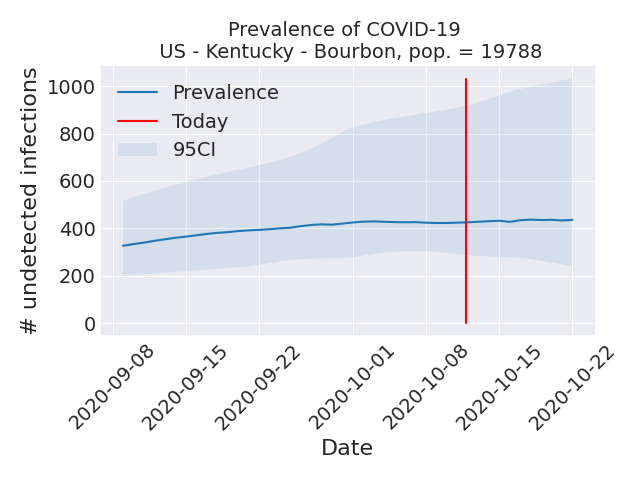 Prevalence of COVID-19
US - Kentucky - Bourbon, pop. = 19788
# undetected infections
1000
800
600
400
200
0
Prevalence
Today
95CI
2020-09-08
2020-09-15
2020-09-22
2020-10-01
2020-10-08
2020-10-15
2020-10-22
Date